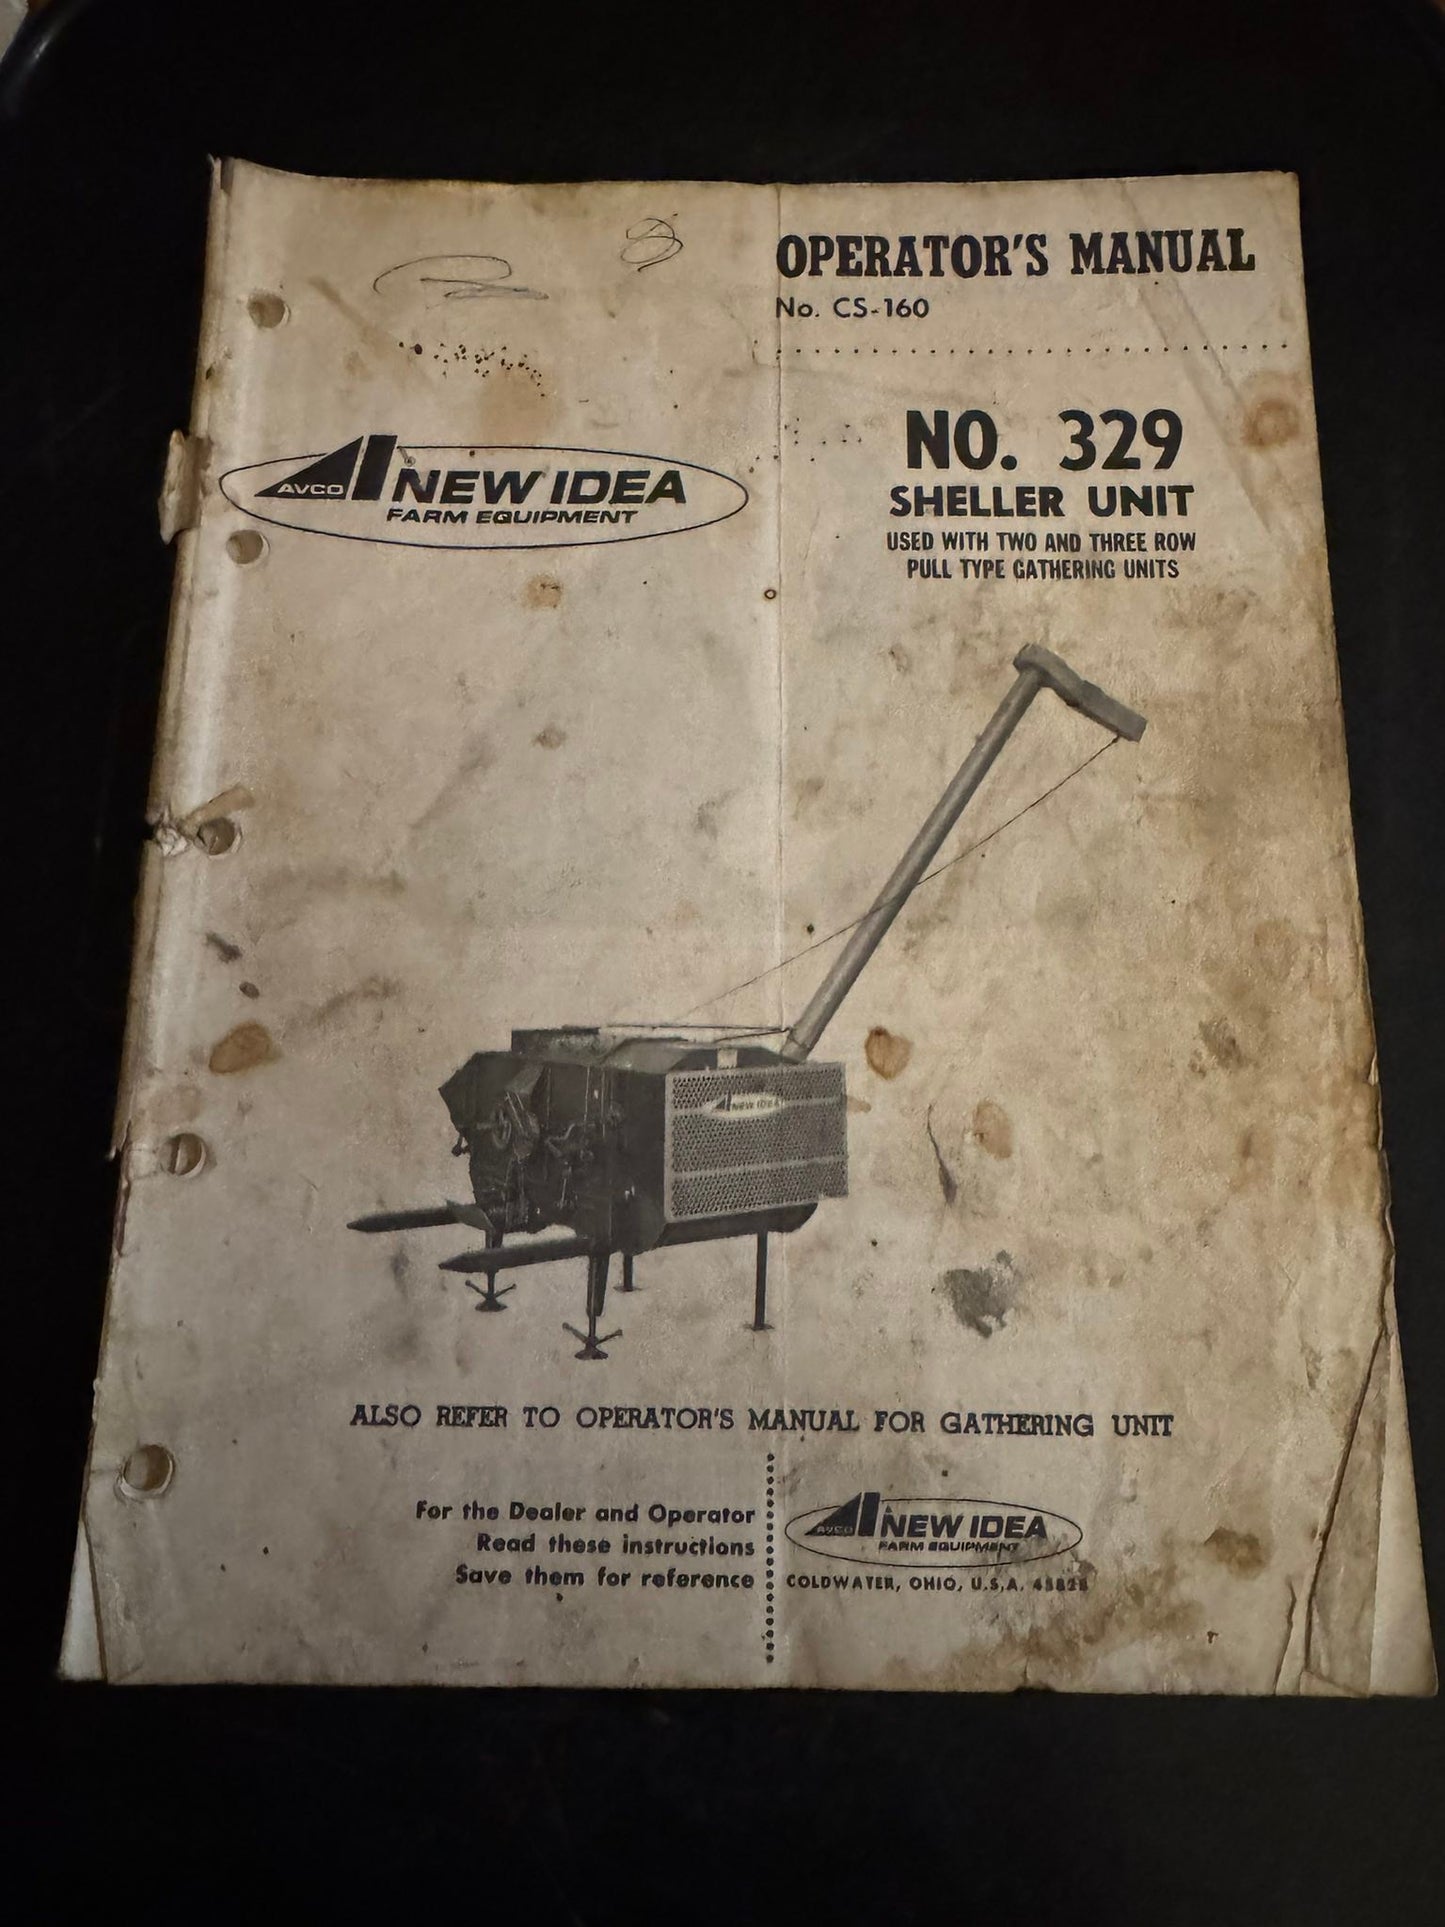 OPERATOR'S MANUAL
No. CS-160
AVCO NEW IDEA
FARM EQUIPMENT
NO. 329
SHELLER UNIT
USED WITH TWO AND THREE ROW
PULL TYPE GATHERING UNITS
NEW IDEA
ALSO REFER TO OPERATOR'S MANUAL FOR GATHERING UNIT
For the Dealer and Operator
Read these instructions
Save them for reference
AVCO NEW IDEA
FARM EQUIPMENT
COLDWATER, OHIO, U.S.A. 45828